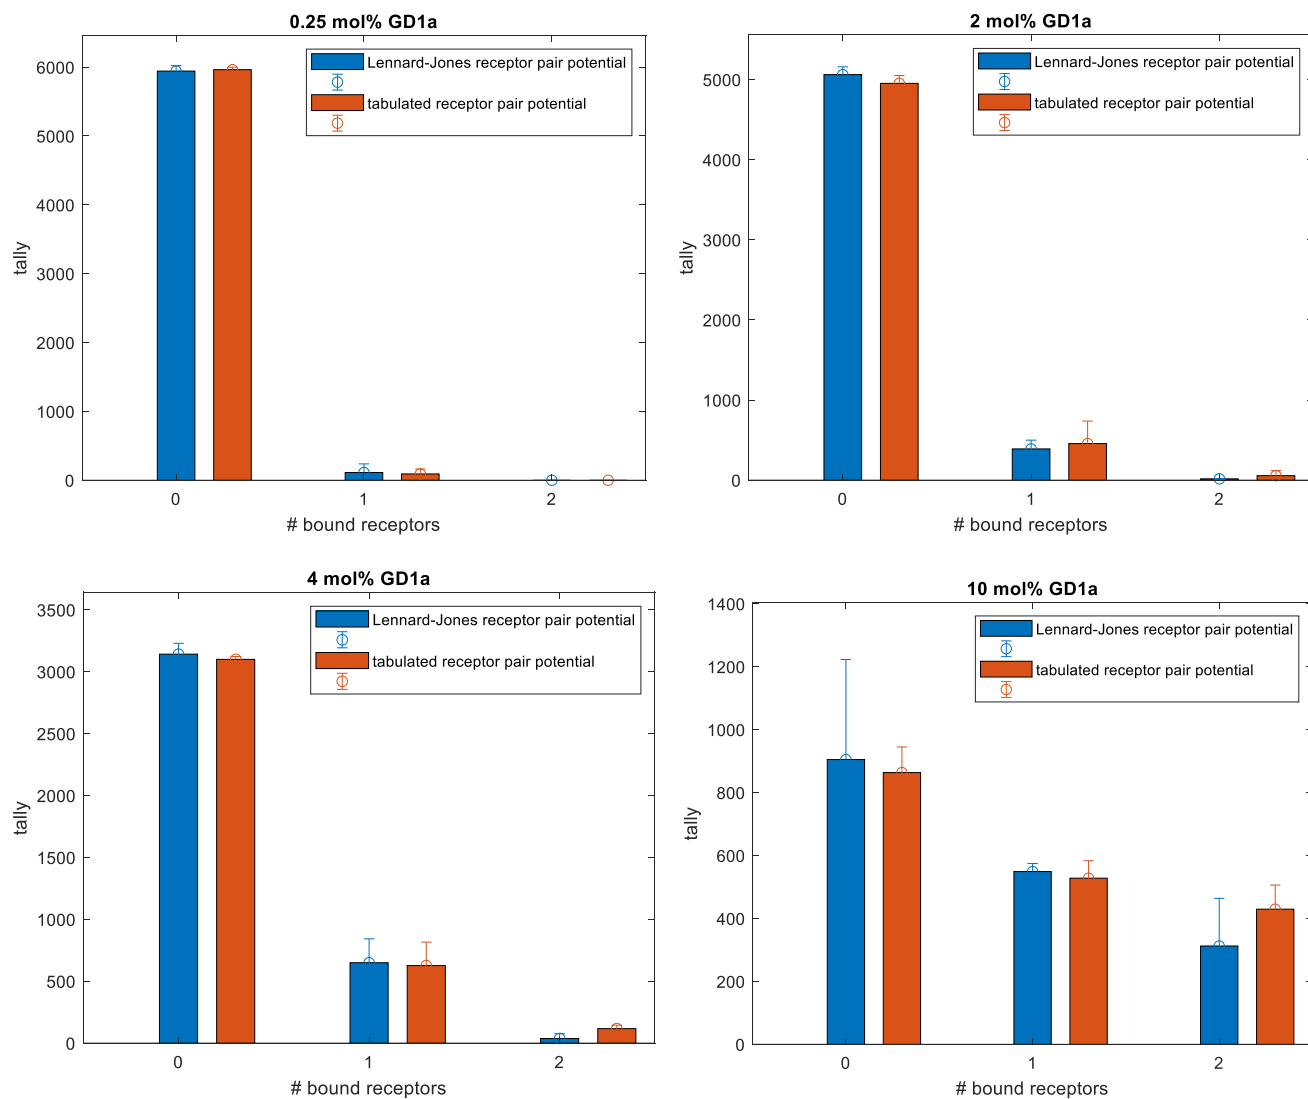 0.25 mol% GD1a
Lennard-Jones receptor pair potential
tabulated receptor pair potential
6000
5000
4000
3000
2000
1000
0
tally
0 1 2
# bound receptors
2 mol% GD1a
Lennard-Jones receptor pair potential
tabulated receptor pair potential
5000
4000
3000
2000
1000
0
tally
0 1 2
# bound receptors
4 mol% GD1a
Lennard-Jones receptor pair potential
tabulated receptor pair potential
3500
3000
2500
2000
1500
1000
500
0
tally
0 1 2
# bound receptors
10 mol% GD1a
Lennard-Jones receptor pair potential
tabulated receptor pair potential
1400
1200
1000
800
600
400
200
0
tally
0 1 2
# bound receptors